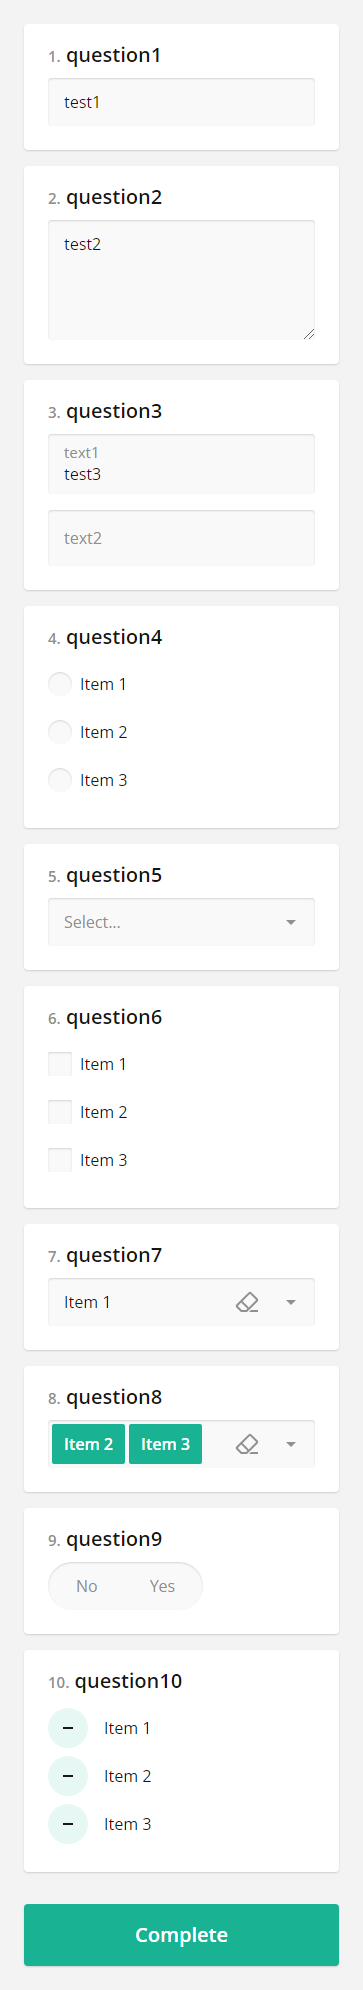 1. question1
test1
2. question2
test2
3. question3
text1
test3
text2
4. question4
Item 1
Item 2
Item 3
5. question5
Select...
6. question6
Item 1
Item 2
Item 3
7. question7
Item 1
8. question8
Item 2 Item 3
9. question9
No Yes
10. question10
Item 1
Item 2
Item 3
Complete